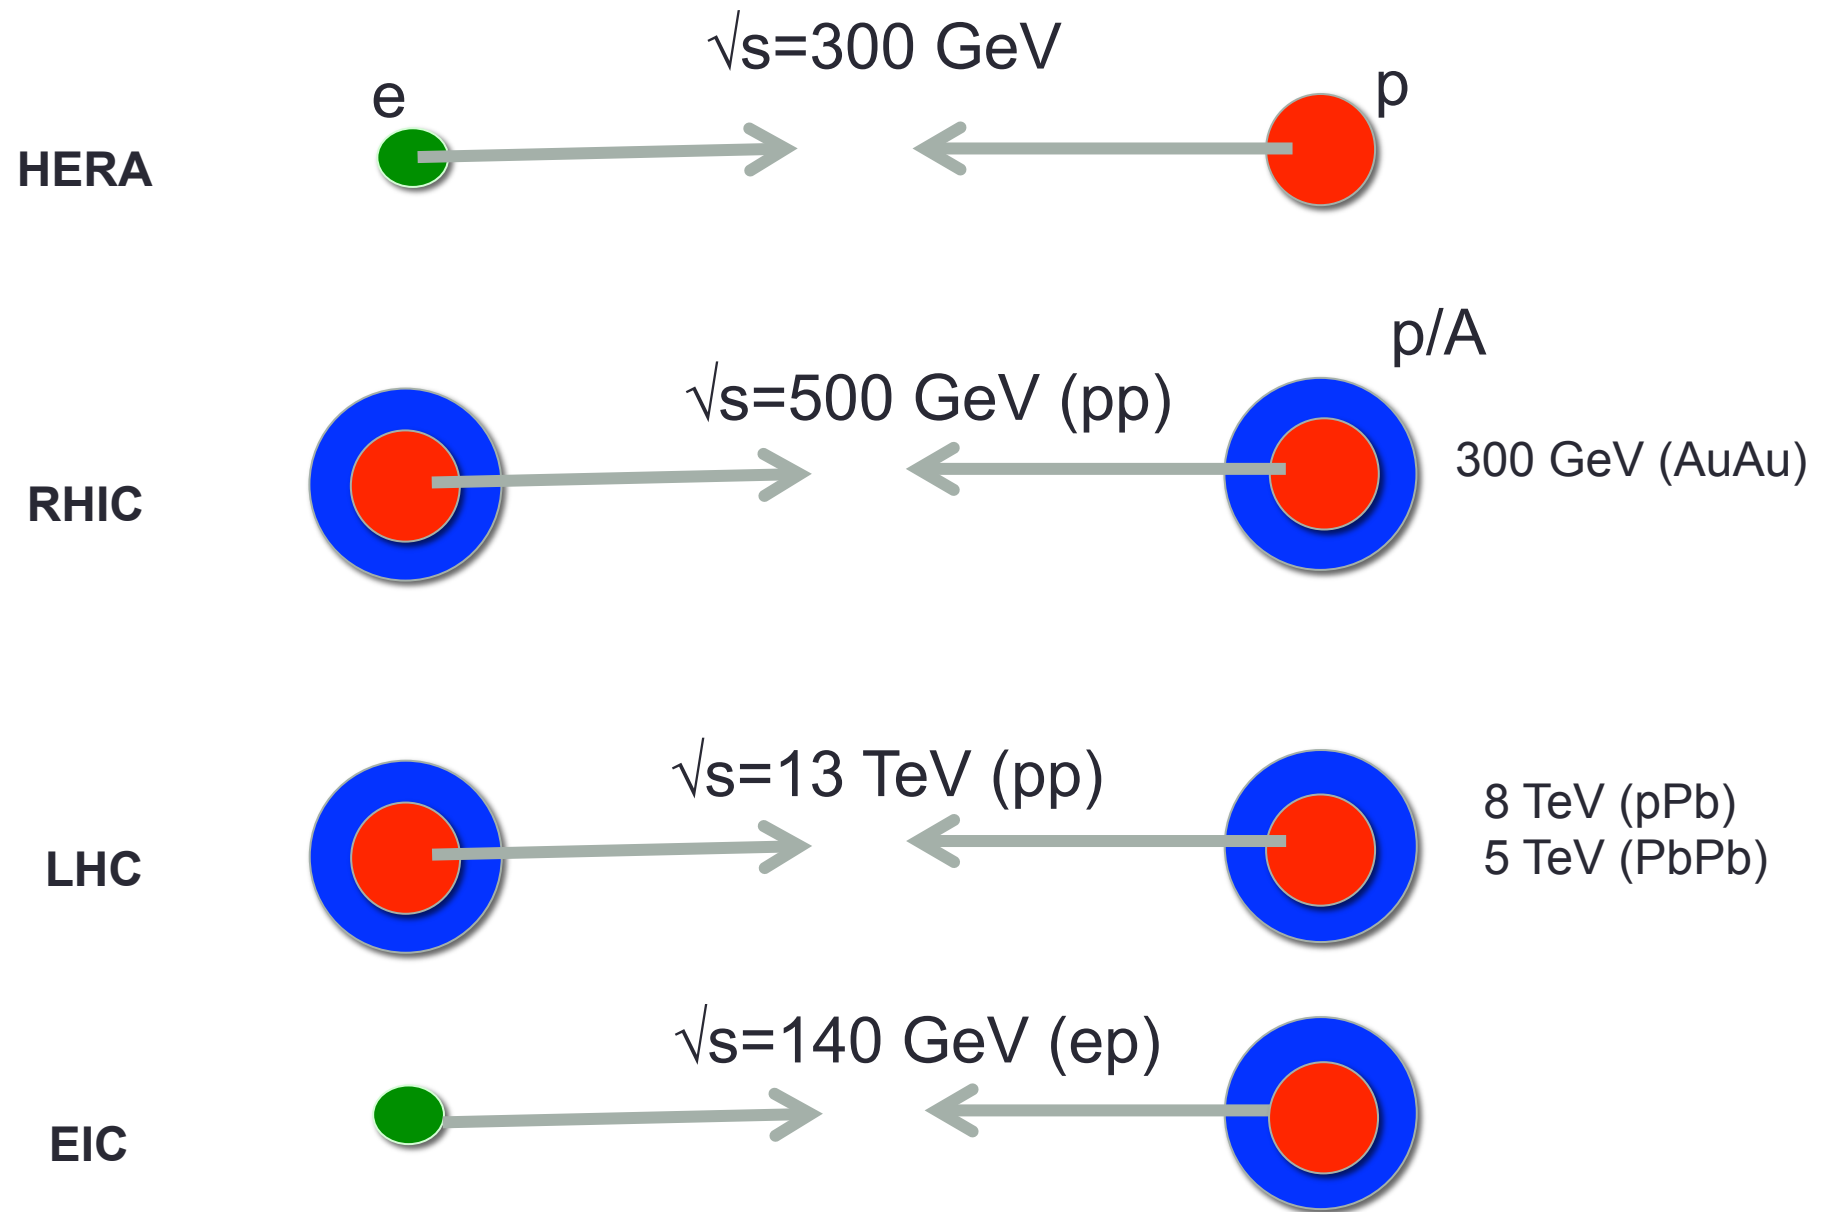 √s=300 GeV
e
p
HERA
p/A
√s=500 GeV (pp)
300 GeV (AuAu)
RHIC
√s=13 TeV (pp)
8 TeV (pPb)
5 TeV (PbPb)
LHC
√s=140 GeV (ep)
EIC